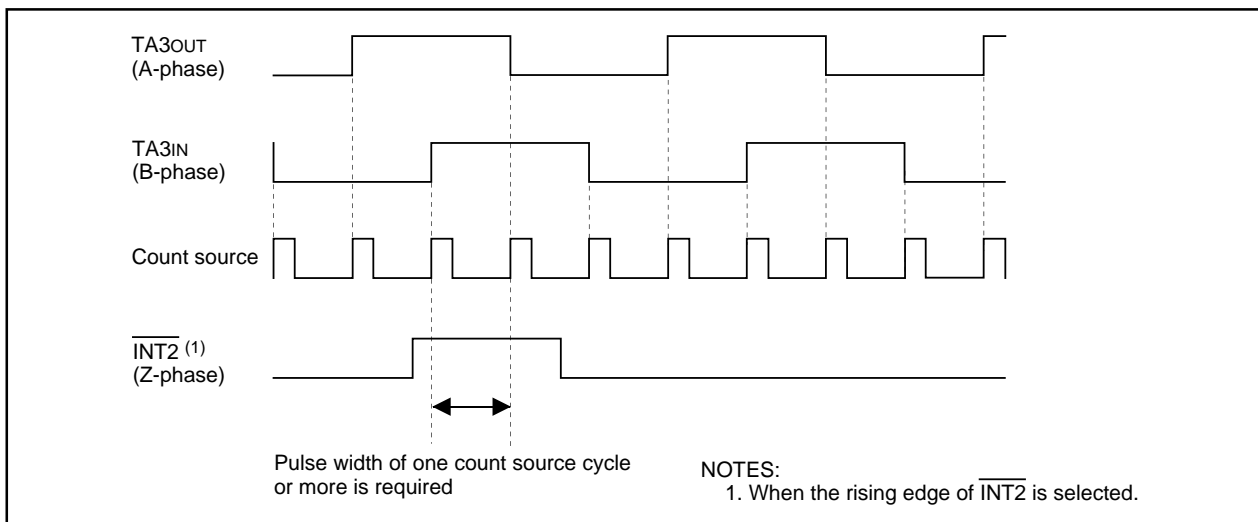 TA3OUT
(A-phase)
TA3IN
(B-phase)
Count source
INT2 (1)
(Z-phase)
Pulse width of one count source cycle
or more is required
NOTES:
1. When the rising edge of INT2 is selected.